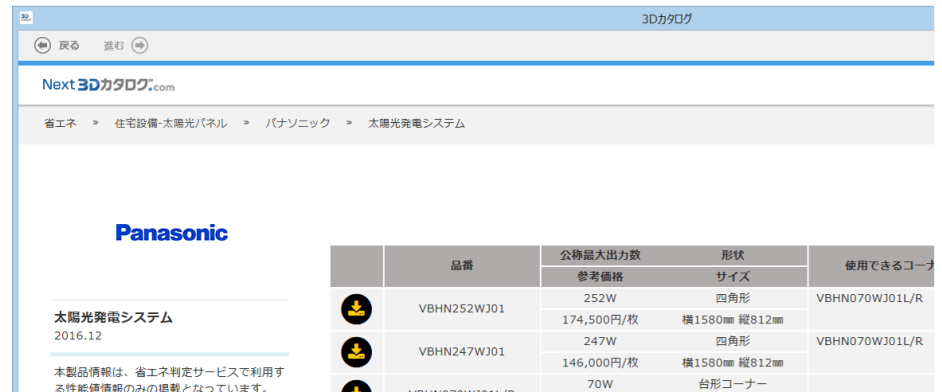 3Dカタログ
戻る 進む
Next 3Dカタログ.com
省エネ » 住宅設備-太陽光パネル » パナソニック » 太陽光発電システム
Panasonic
太陽光発電システム
2016.12
本製品情報は、省エネ判定サービスで利用す
る性能値情報のみの掲載となっています。
品番 公称最大出力数 形状 使用できるコーナ
参考価格 サイズ
VBHN252WJ01 252W 四角形 VBHN070WJ01L/R
174,500円/枚 横1580㎜ 縦812㎜
VBHN247WJ01 247W 四角形 VBHN070WJ01L/R
146,000円/枚 横1580㎜ 縦812㎜
VBHN070WJ01L/R 70W 台形コーナー